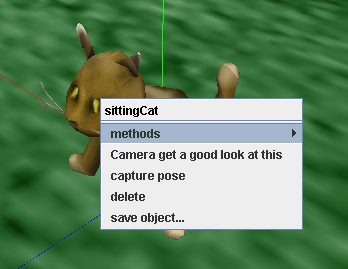 sittingCat
methods
Camera get a good look at this
capture pose
delete
save object...